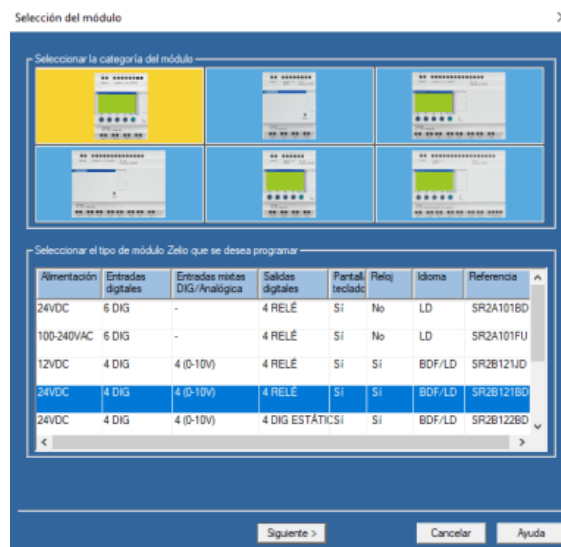 Selección del módulo
Seleccionar la categoría del módulo
Seleccionar el tipo de módulo Zelio que se desea programar
Alimentación Entradas digitales Entradas mixtas DIG/Analógica Salidas digitales Pantall teclado Reloj Idioma Referencia
24VDC 6 DIG - 4 RELÉ Sí No LD SR2A101BD
100-240VAC 6 DIG - 4 RELÉ Sí No LD SR2A101FU
12VDC 4 DIG 4 (0-10V) 4 RELÉ Sí Sí BDF/LD SR2B121JD
24VDC 4 DIG 4 (0-10V) 4 RELÉ Sí Sí BDF/LD SR2B121BD
24VDC 4 DIG 4 (0-10V) 4 DIG ESTÁTIC Sí Sí BDF/LD SR2B122BD
Siguiente > Cancelar Ayuda